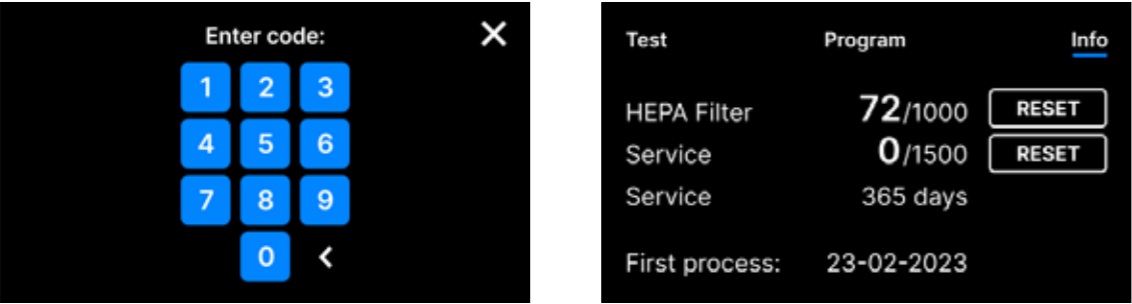 Enter code:
1 2 3
4 5 6
7 8 9
0
Test Program Info
HEPA Filter 72/1000 RESET
Service 0/1500 RESET
Service 365 days
First process: 23-02-2023